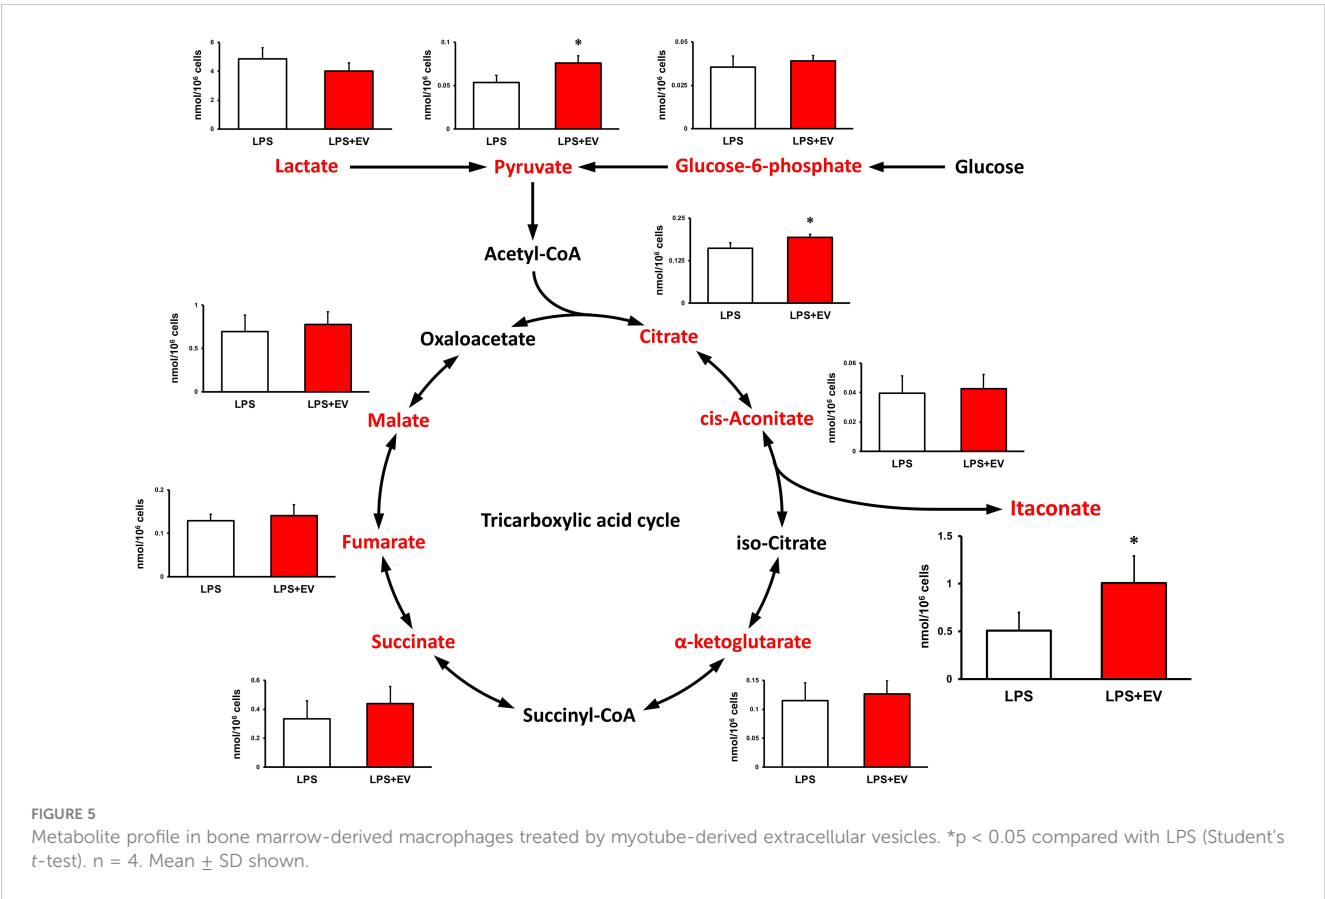 6
4
2
0
nmol/10⁶ cells
LPS
LPS+EV
0.1
0.05
0
nmol/10⁶ cells
*
LPS
LPS+EV
0.05
0.025
0
nmol/10⁶ cells
LPS
LPS+EV
Lactate
Pyruvate
Glucose-6-phosphate
Glucose
0.25
0.125
0
nmol/10⁶ cells
*
LPS
LPS+EV
Acetyl-CoA
1
0.5
0
nmol/10⁶ cells
LPS
LPS+EV
Oxaloacetate
Citrate
0.06
0.04
0.02
0
nmol/10⁶ cells
LPS
LPS+EV
Malate
cis-Aconitate
0.2
0.1
0
nmol/10⁶ cells
LPS
LPS+EV
Tricarboxylic acid cycle
Itaconate
Fumarate
iso-Citrate
1.5
1
0.5
0
nmol/10⁶ cells
*
LPS
LPS+EV
Succinate
α-ketoglutarate
0.6
0.4
0.2
0
nmol/10⁶ cells
LPS
LPS+EV
Succinyl-CoA
0.15
0.1
0.05
0
nmol/10⁶ cells
LPS
LPS+EV
FIGURE 5
Metabolite profile in bone marrow-derived macrophages treated by myotube-derived extracellular vesicles. *p < 0.05 compared with LPS (Student's
t-test). n = 4. Mean ± SD shown.